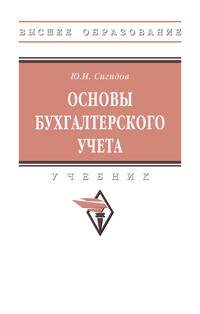 ВЫСШЕЕ ОБРАЗОВАНИЕ
Ю.И. Сигидов
ОСНОВЫ
БУХГАЛТЕРСКОГО
УЧЕТА
УЧЕБНИК